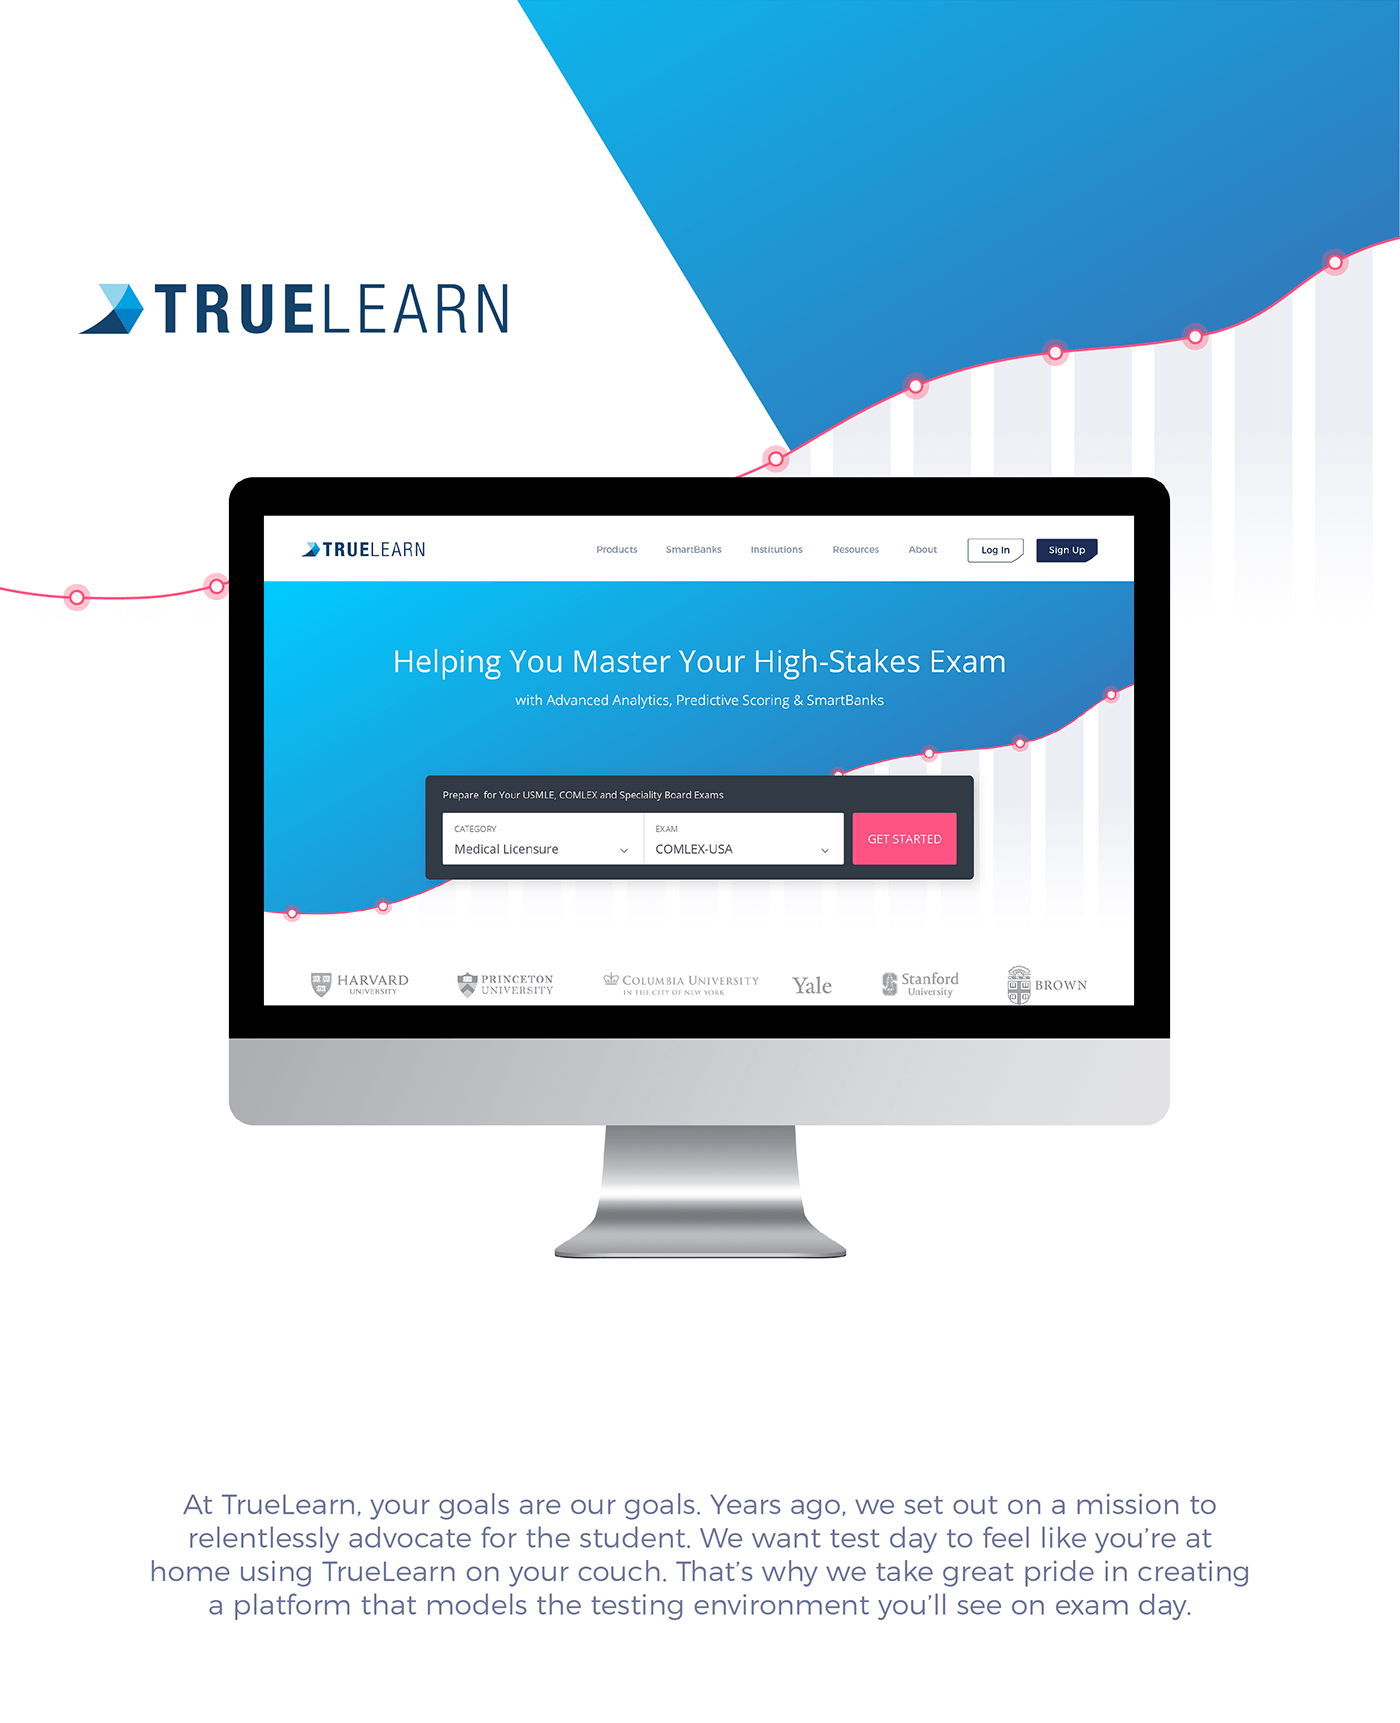 TRUELEARN
TRUELEARN
Products SmartBanks Institutions Resources About Log In Sign Up
Helping You Master Your High-Stakes Exam
with Advanced Analytics, Predictive Scoring & SmartBanks
Prepare for Your USMLE, COMLEX and Speciality Board Exams
CATEGORY EXAM
Medical Licensure COMLEX-USA
GET STARTED
HARVARD
UNIVERSITY
PRINCETON
UNIVERSITY
COLUMBIA UNIVERSITY
IN THE CITY OF NEW YORK
Yale
Stanford
University
BROWN
At TrueLearn, your goals are our goals. Years ago, we set out on a mission to
relentlessly advocate for the student. We want test day to feel like you’re at
home using TrueLearn on your couch. That’s why we take great pride in creating
a platform that models the testing environment you’ll see on exam day.